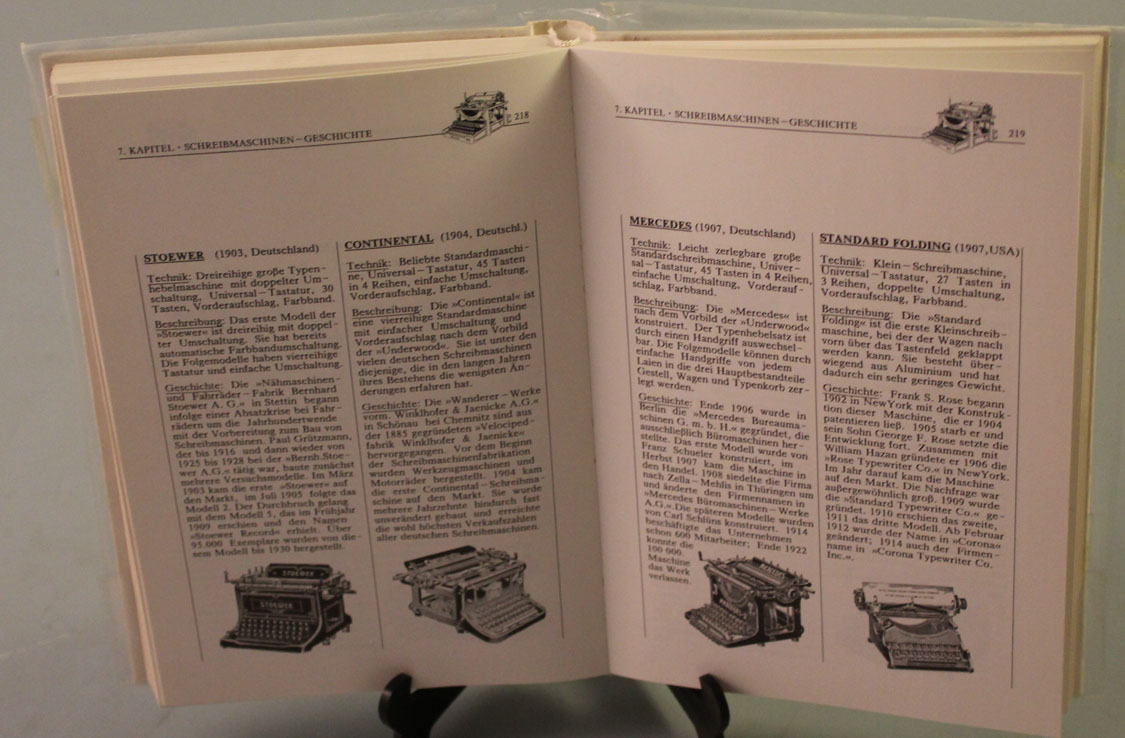 7. KAPITEL · SCHREIBMASCHINEN-GESCHICHTE
218
STOEWER (1903, Deutschland)
Technik: Dreireihige große Typen-
hebelmaschine mit doppelter Um-
schaltung, Universal-Tastatur, 30
Tasten, Vorderaufschlag, Farbband.
Beschreibung: Das erste Modell der
»Stoewer« ist dreireihig mit doppel-
ter Umschaltung. Sie hat bereits
automatische Farbbandumschaltung.
Die Folgemodelle haben vierreihige
Tastatur und einfache Umschaltung.
Geschichte: Die »Nähmaschinen-
und Fahrräder-Fabrik Bernhard
Stoewer A. G.« in Stettin begann
infolge einer Absatzkrise bei Fahr-
rädern um die Jahrhundertwende
mit der Vorbereitung zum Bau von
Schreibmaschinen. Paul Grützmann,
der bis 1916 und dann wieder von
1925 bis 1928 bei der »Bernh. Stoe-
wer A.G.« tätig war, baute zunächst
mehrere Versuchsmodelle. Im März
1903 kam die erste »Stoewer« auf
den Markt, im Juli 1905 folgte das
Modell 2. Der Durchbruch gelang
mit dem Modell 5, das im Frühjahr
1909 erschien und den Namen
»Stoewer Record« erhielt. Über
95.000 Exemplare wurden von die-
sem Modell bis 1930 hergestellt.
STOEWER
STOEWER
CONTINENTAL (1904, Deutschl.)
Technik: Beliebte Standardmaschi-
ne, Universal-Tastatur, 45 Tasten
in 4 Reihen, einfache Umschaltung,
Vorderaufschlag, Farbband.
Beschreibung: Die »Continental« ist
eine vierreihige Standardmaschine
mit einfacher Umschaltung und
Vorderaufschlag nach dem Vorbild
der »Underwood«. Sie ist unter den
vielen deutschen Schreibmaschinen
diejenige, die in den langen Jahren
ihres Bestehens die wenigsten Än-
derungen erfahren hat.
Geschichte: Die »Wanderer-Werke
vorm. Winklhofer & Jaenicke A.G.«
in Schönau bei Chemnitz sind aus
der 1885 gegründeten »Velociped-
fabrik Winklhofer & Jaenicke«
hervorgegangen. Vor dem Beginn
der Schreibmaschinenfabrikation
wurden Werkzeugmaschinen und
Motorräder hergestellt. 1904 kam
die erste Continental-Schreibma-
schine auf den Markt. Sie wurde
mehrere Jahrzehnte hindurch fast
unverändert gebaut und erreichte
die wohl höchsten Verkaufszahlen
aller deutschen Schreibmaschinen.
7. KAPITEL · SCHREIBMASCHINEN-GESCHICHTE
219
MERCEDES (1907, Deutschland)
Technik: Leicht zerlegbare große
Standardschreibmaschine, Univer-
sal-Tastatur, 45 Tasten in 4 Reihen,
einfache Umschaltung, Vorderauf-
schlag, Farbband.
Beschreibung: Die »Mercedes« ist
nach dem Vorbild der »Underwood«
konstruiert. Der Typenhebelsatz ist
durch einen Handgriff auswechsel-
bar. Die Folgemodelle können durch
einfache Handgriffe von jedem
Laien in die drei Hauptbestandteile
Gestell, Wagen und Typenkorb zer-
legt werden.
Geschichte: Ende 1906 wurde in
Berlin die »Mercedes Bureauma-
schinen G. m. b. H.« gegründet, die
ausschließlich Büromaschinen her-
stellte. Das erste Modell wurde von
Franz Schueler konstruiert, im
Herbst 1907 kam die Maschine in
den Handel. 1908 siedelte die Firma
nach Zella-Mehlis in Thüringen um
und änderte den Firmennamen in
»Mercedes Büromaschinen-Werke
A.G.«.Die späteren Modelle wurden
von Carl Schlüns konstruiert. 1914
beschäftigte das Unternehmen
schon 600 Mitarbeiter; Ende 1922
konnte die
100 000.
Maschine
das Werk
verlassen.
STANDARD FOLDING (1907,USA)
Technik: Klein-Schreibmaschine,
Universal-Tastatur, 27 Tasten in
3 Reihen, doppelte Umschaltung,
Vorderaufschlag, Farbband.
Beschreibung: Die »Standard
Folding« ist die erste Kleinschreib-
maschine, bei der der Wagen nach
vorn über das Tastenfeld geklappt
werden kann. Sie besteht über-
wiegend aus Aluminium und hat
dadurch ein sehr geringes Gewicht.
Geschichte: Frank S. Rose begann
1902 in NewYork mit der Konstruk-
tion dieser Maschine, die er 1904
patentieren ließ. 1905 starb er und
sein Sohn George F. Rose setzte die
Entwicklung fort. Zusammen mit
William Hazan gründete er 1906 die
»Rose Typewriter Co.« in NewYork.
Im Jahr darauf kam die Maschine
auf den Markt. Die Nachfrage war
außergewöhnlich groß. 1909 wurde
die »Standard Typewriter Co.« ge-
gründet. 1910 erschien das zweite,
1911 das dritte Modell. Ab Februar
1912 wurde der Name in »Corona«
geändert; 1914 auch der Firmen-
name in »Corona Typewriter Co.
Inc.«.